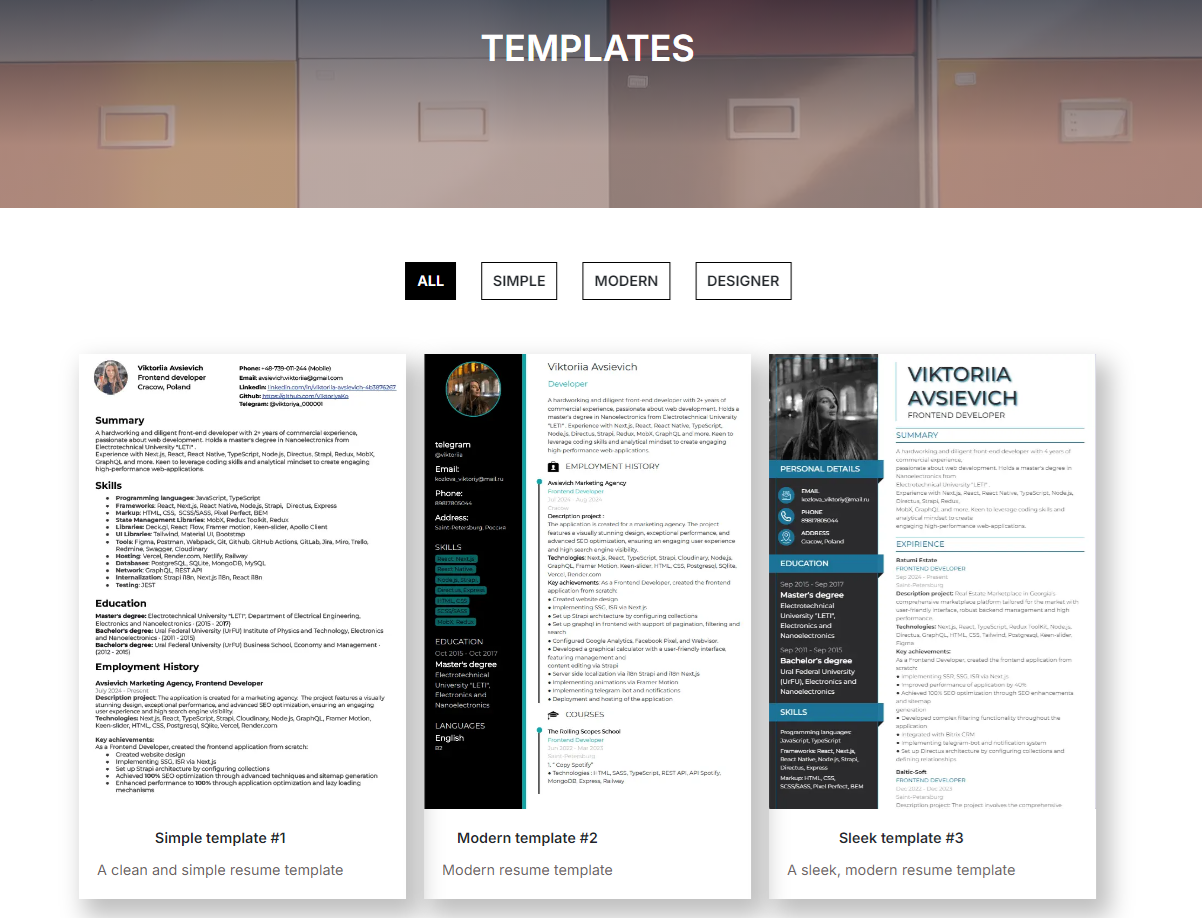 TEMPLATES
ALL
SIMPLE
MODERN
DESIGNER
Viktoriia Avsievich
Frontend developer
Cracow, Poland
Phone: +48-739-011-244 (Mobile)
Email: avsievichwiktoria@gmail.com
Linkedin: linkedin.com/in/viktoriia-avsievich-4b3876267
Github: https://github.com/ViktoriyaKo
Telegram: @viktoriya_000001
Summary
A hardworking and diligent front-end developer with 2+ years of commercial experience,
passionate about web development. Holds a master's degree in Nanoelectronics from
Electrotechnical University "LETI" .
Experience with Next.js, React, React Native, TypeScript, Node.js, Directus, Strapi, Redux, MobX,
GraphQL and more. Keen to leverage coding skills and analytical mindset to create engaging
high-performance web-applications.
Skills
Programming languages: JavaScript, TypeScript
Frameworks: React, Next.js, React Native, Node.js, Strapi, Directus, Express
Markup: HTML, CSS, SCSS/SASS, Pixel Perfect, BEM
State Management Libraries: MobX, Redux Toolkit, Redux
Libraries: Deck.gl, React Flow, Framer motion, Keen-slider, Apollo Client
UI Libraries: Tailwind, Material UI, Bootstrap
Tools: Figma, Postman, Webpack, Git, Github, GitHub Actions, GitLab, Jira, Miro, Trello,
Redmine, Swagger, Cloudinary
Hosting: Vercel, Render.com, Netlify, Railway
Databases: PostgreSQL, SQLite, MongoDB, MySQL
Network: GraphQL, REST API
Internalization: Strapi i18n, Next.js i18n, React i18n
Testing: JEST
Education
Master's degree: Electrotechnical University "LETI", Department of Electrical Engineering,
Electronics and Nanoelectronics · (2015 - 2017)
Bachelor's degree: Ural Federal University (UrFU) Institute of Physics and Technology, Electronics
and Nanoelectronics · (2011 - 2015)
Bachelor's degree: Ural Federal University (UrFU) Business School, Economy and Management ·
(2012 - 2015)
Employment History
Avsievich Marketing Agency, Frontend Developer
July 2024 - Present
Description project: The application is created for a marketing agency. The project features a visually
stunning design, exceptional performance, and advanced SEO optimization, ensuring an engaging
user experience and high search engine visibility.
Technologies: Next.js, React, TypeScript, Strapi, Cloudinary, Node.js, GraphQL, Framer Motion,
Keen-slider, HTML, CSS, Postgresql, SQLite, Vercel, Render.com
Key achievements:
As a Frontend Developer, created the frontend application from scratch:
Created website design
Implementing SSG, ISR via Next.js
Set up Strapi architecture by configuring collections
Achieved 100% SEO optimization through advanced techniques and sitemap generation
Enhanced performance to 100% through application optimization and lazy loading
mechanisms
Simple template #1
A clean and simple resume template
telegram
@viktoriia
Email:
kozlova_viktoriy@mail.ru
Phone:
89817805044
Address:
Saint-Petersburg, Россия
SKILLS
React, Next.js
React Native
Node.js, Strapi
Directus, Express
HTML, CSS
SCSS/SASS
MobX, Redux
EDUCATION
Oct 2015 - Oct 2017
Master's degree
Electrotechnical
University "LETI",
Electronics and
Nanoelectronics
LANGUAGES
English
B2
Viktoriia Avsievich
Developer
A hardworking and diligent front-end developer with 2+ years of
commercial experience, passionate about web development. Holds a
master's degree in Nanoelectronics from Electrotechnical University
"LETI" . Experience with Next.js, React, React Native, TypeScript,
Node.js, Directus, Strapi, Redux, MobX, GraphQL and more. Keen to
leverage coding skills and analytical mindset to create engaging
high-performance web-applications.
EMPLOYMENT HISTORY
Avsievich Marketing Agency
Frontend Developer
Jul 2024 - Aug 2024
Cracow
Description project :
The application is created for a marketing agency. The project
features a visually stunning design, exceptional performance, and
advanced SEO optimization, ensuring an engaging user experience
and high search engine visibility.
Technologies: Next.js, React, TypeScript, Strapi, Cloudinary, Node.js,
GraphQL, Framer Motion, Keen-slider, HTML, CSS, Postgresql, SQLite,
Vercel, Render.com
Key achievements: As a Frontend Developer, created the frontend
application from scratch:
● Created website design
● Implementing SSG, ISR via Next.js
● Set up Strapi architecture by configuring collections
● Set up graphql in frontend with support of pagination, filtering and
search
● Configured Google Analytics, Facebook Pixel, and Webvisor.
● Developed a graphical calculator with a user-friendly interface,
featuring management and
content editing via Strapi
● Server side localization via i18n Strapi and i18n Next.js
● Implementing animations via Framer Motion
● Implementing telegram-bot and notifications
● Deployment and hosting of the application
COURSES
The Rolling Scopes School
Frontend Developer
Jun 2022 - Mar 2023
Saint-Petersburg
1. " Copy Spotify"
● Technologies : HTML, SASS, TypeScript, REST API, API Spotify,
MongoDB, Express, Railway
Modern template #2
Modern resume template
PERSONAL DETAILS
EMAIL
kozlova_viktoriy@mail.ru
PHONE
89817805044
ADDRESS
Cracow, Poland
EDUCATION
Sep 2015 - Sep 2017
Master's degree
Electrotechnical
University "LETI",
Electronics and
Nanoelectronics
Sep 2011 - Sep 2015
Bachelor's degree
Ural Federal University
(UrFU), Electronics and
Nanoelectronics
SKILLS
Programming languages:
JavaScript, TypeScript
Frameworks: React, Next.js,
React Native, Node.js, Strapi,
Directus, Express
Markup: HTML, CSS,
SCSS/SASS, Pixel Perfect, BEM
VIKTORIIA
AVSIEVICH
FRONTEND DEVELOPER
SUMMARY
A hardworking and diligent front-end developer with 4 years of
commercial experience,
passionate about web development. Holds a master's degree in
Nanoelectronics from
Electrotechnical University "LETI" .
Experience with Next.js, React, React Native, TypeScript, Node.js,
Directus, Strapi, Redux,
MobX, GraphQL and more. Keen to leverage coding skills and
analytical mindset to create
engaging high-performance web-applications.
EXPIRIENCE
Batumi Estate
FRONTEND DEVELOPER
Sep 2024 - Present
Saint-Petersburg
Description project: Real Estate Marketplace in Georgia's
comprehensive marketplace platform tailored for the market with
user-friendly interface, robust backend management and high
performance.
Technologies: Next.js, React, TypeScript, Redux Toolkit, Node.js,
Directus, GraphQL, HTML, CSS, Tailwind, Postgresql, Keen-slider,
Figma
Key achievements:
As a Frontend Developer, created the frontend application from
scratch:
● Implementing SSR, SSG, ISR via Next.js
● Improved performance of application by 40%
● Achieved 100% SEO optimization through SEO enhancements
and sitemap
generation
● Developed complex filtering functionality throughout the
application
● Integrated with Bitrix CRM
● Implementing telegram-bot and notification system
● Set up Directus architecture by configuring collections and
defining relationships.
Baltic-Soft
FRONTEND DEVELOPER
Dec 2022 - Dec 2023
Saint-Petersburg
Description project: The project involves the comprehensive
Sleek template #3
A sleek, modern resume template